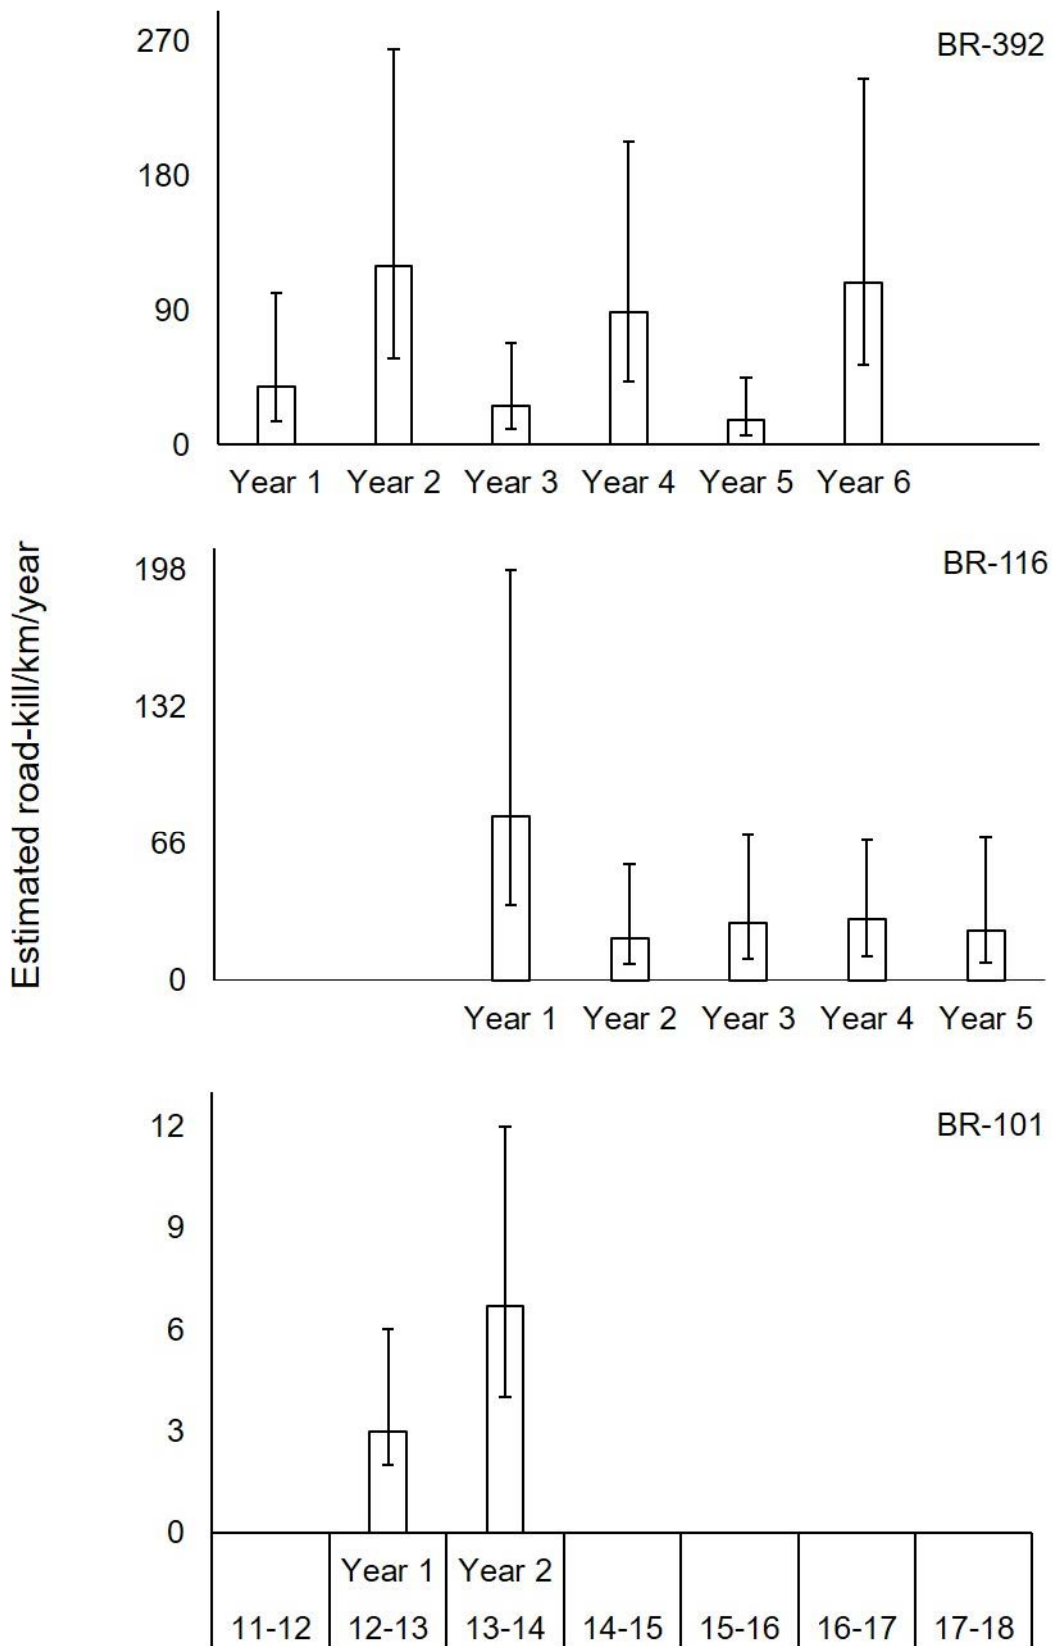 270
BR-392
180
90
0
Year 1 Year 2 Year 3 Year 4 Year 5 Year 6
Estimated road-kill/km/year
198
BR-116
132
66
0
Year 1 Year 2 Year 3 Year 4 Year 5
12
BR-101
9
6
3
0
Year 1 Year 2
11-12 12-13 13-14 14-15 15-16 16-17 17-18